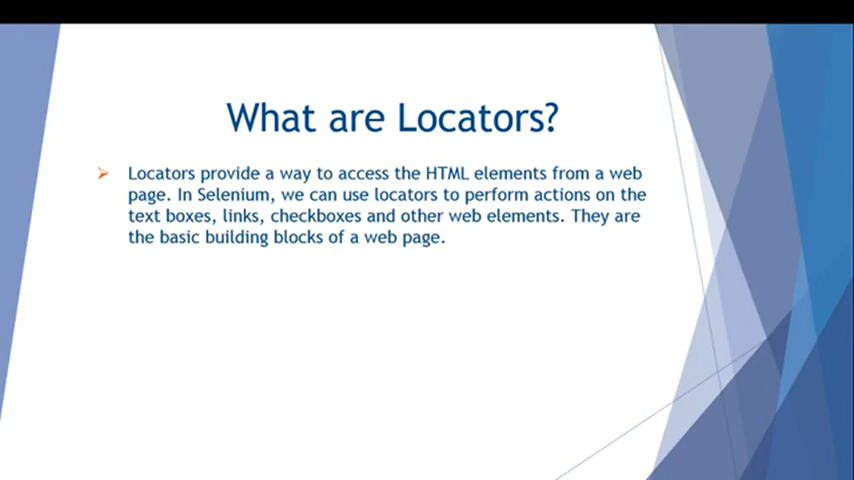 What are Locators?
Locators provide a way to access the HTML elements from a web
page. In Selenium, we can use locators to perform actions on the
text boxes, links, checkboxes and other web elements. They are
the basic building blocks of a web page.